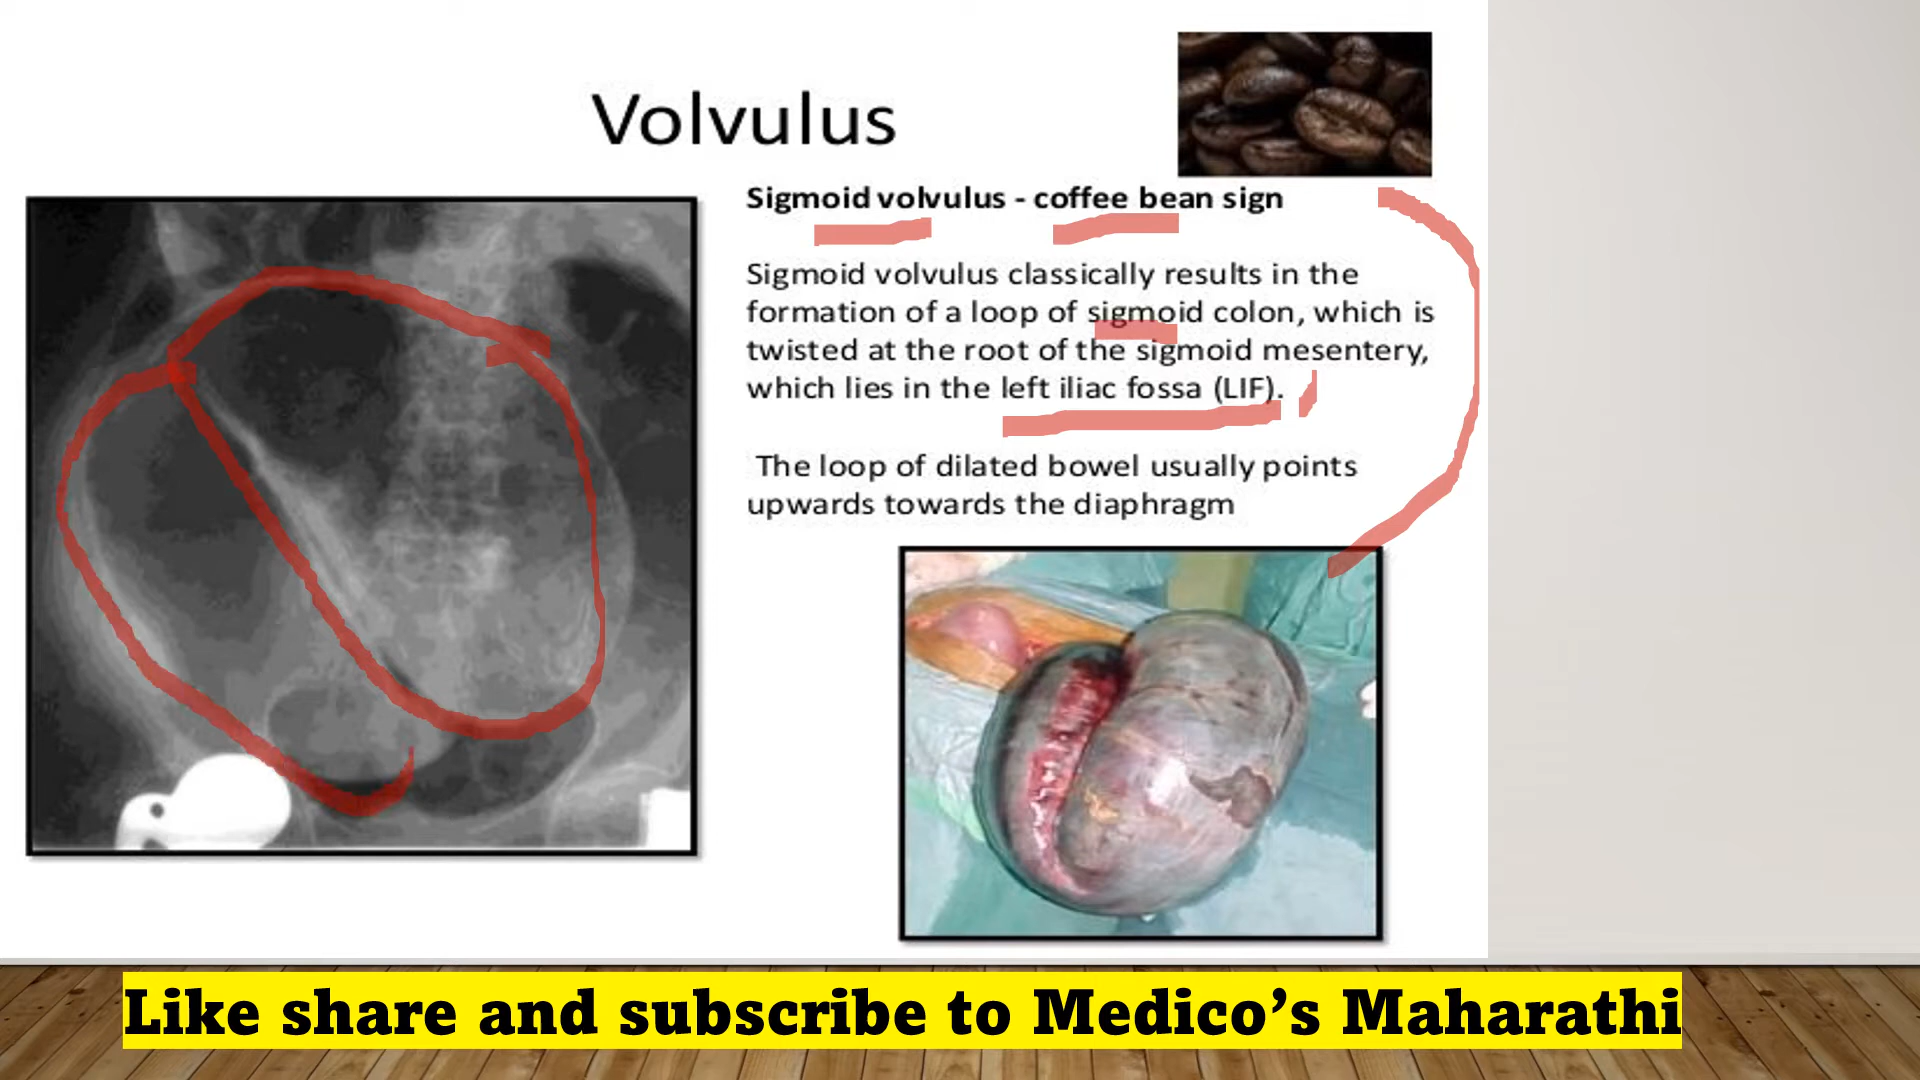 Volvulus
Sigmoid volvulus - coffee bean sign
Sigmoid volvulus classically results in the
formation of a loop of sigmoid colon, which is
twisted at the root of the sigmoid mesentery,
which lies in the left iliac fossa (LIF).
The loop of dilated bowel usually points
upwards towards the diaphragm
Like share and subscribe to Medico’s Maharathi